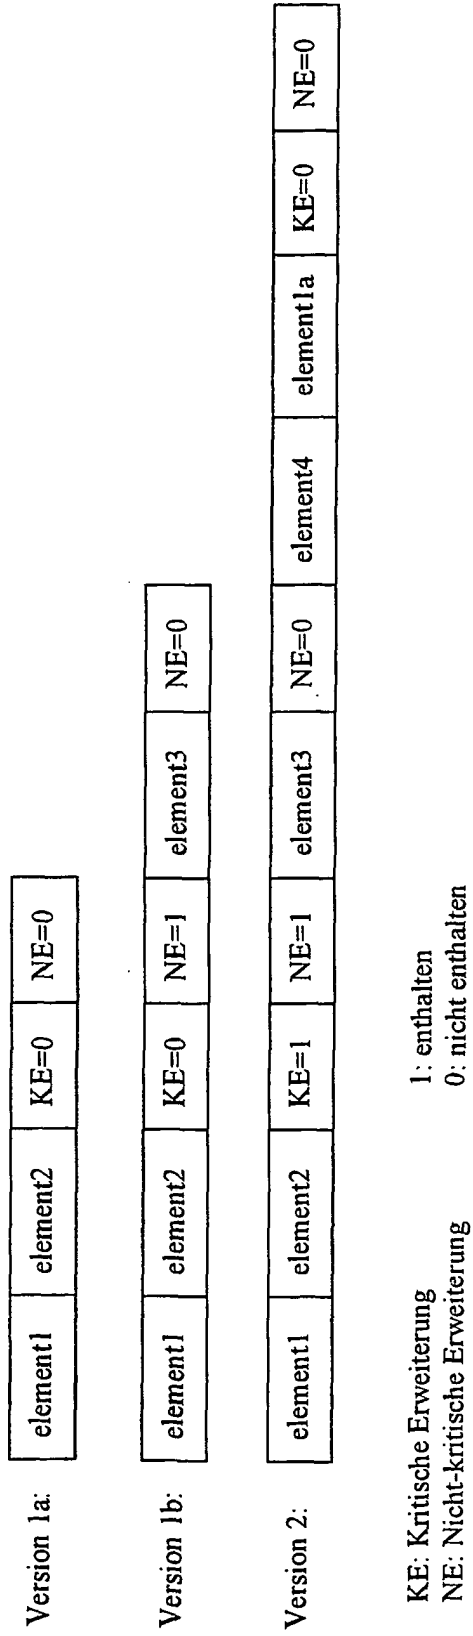 Version 1a: element1 element2 KE=0 NE=0
Version 1b: element1 element2 KE=0 NE=1 element3 NE=0
Version 2: element1 element2 KE=1 NE=1 element3 NE=0 element4 element1a KE=0 NE=0
KE: Kritische Erweiterung 1: enthalten
NE: Nicht-kritische Erweiterung 0: nicht enthalten